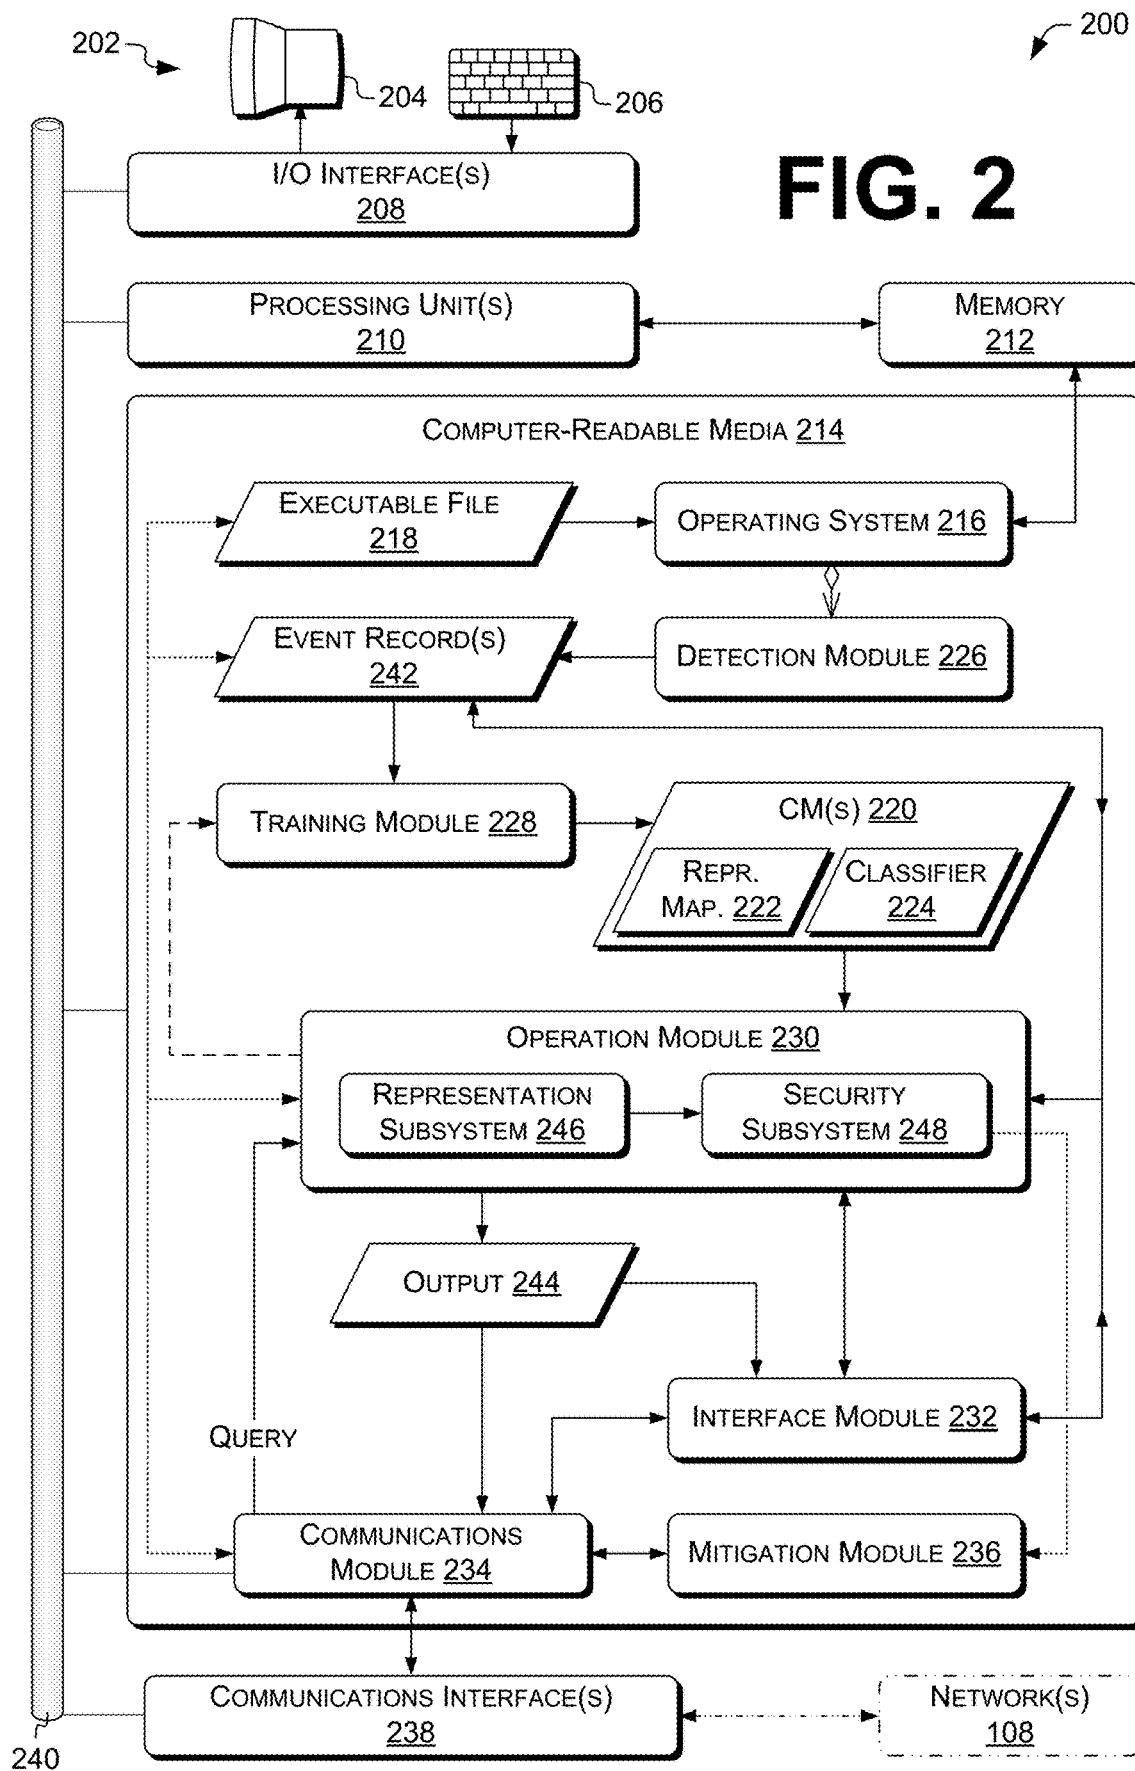 200
202
204
206
I/O INTERFACE(S)
208
FIG. 2
PROCESSING UNIT(S)
210
MEMORY
212
COMPUTER-READABLE MEDIA 214
EXECUTABLE FILE
218
OPERATING SYSTEM 216
EVENT RECORD(S)
242
DETECTION MODULE 226
TRAINING MODULE 228
CM(S) 220
REPR.
MAP. 222
CLASSIFIER
224
OPERATION MODULE 230
REPRESENTATION
SUBSYSTEM 246
SECURITY
SUBSYSTEM 248
OUTPUT 244
INTERFACE MODULE 232
QUERY
COMMUNICATIONS
MODULE 234
MITIGATION MODULE 236
COMMUNICATIONS INTERFACE(S)
238
NETWORK(S)
108
240